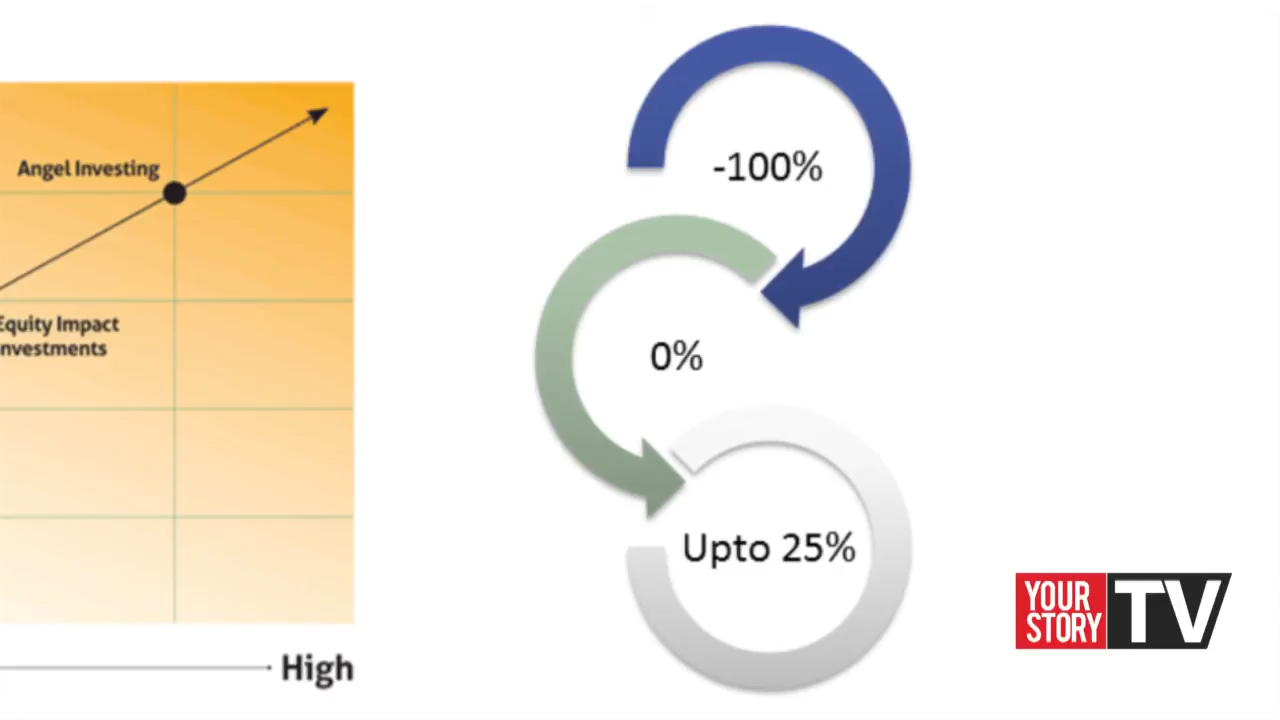 Angel Investing
Equity Impact
nvestments
High
-100%
0%
Upto 25%
YOUR
STORY
TV